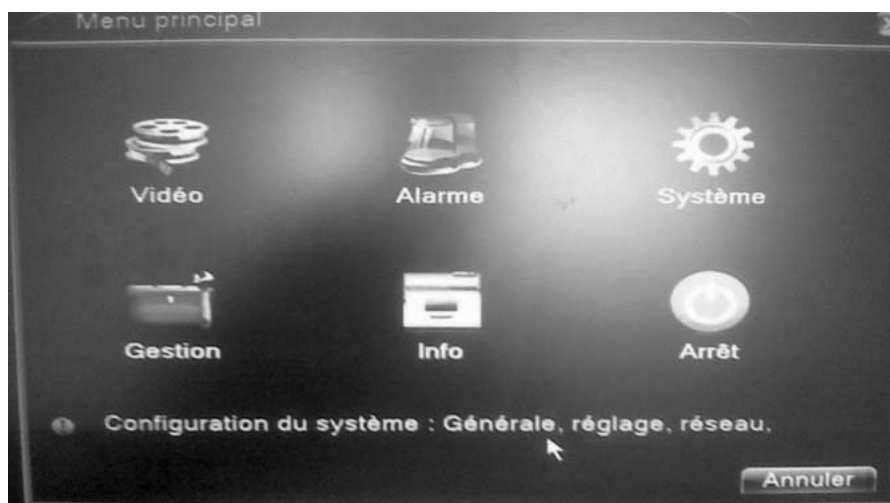 Menu principal
Vidéo
Alarme
Système
Gestion
Info
Arrêt
Configuration du système : Générale, réglage, réseau,
Annuler